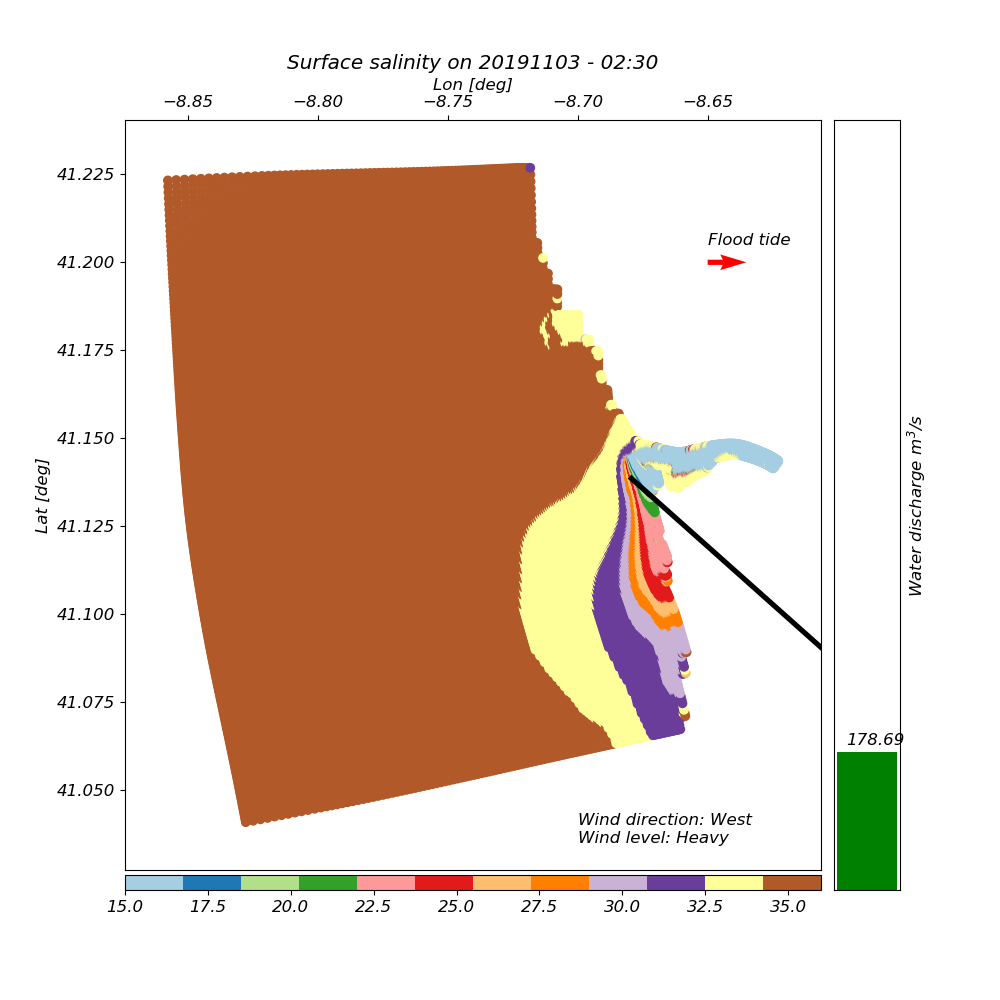 Surface salinity on 20191103 - 02:30
Lon [deg]
−8.85 −8.80 −8.75 −8.70 −8.65
41.225
41.200
41.175
41.150
41.125
41.100
41.075
41.050
Lat [deg]
Flood tide
Wind direction: West
Wind level: Heavy
178.69
Water discharge m³/s
15.0 17.5 20.0 22.5 25.0 27.5 30.0 32.5 35.0